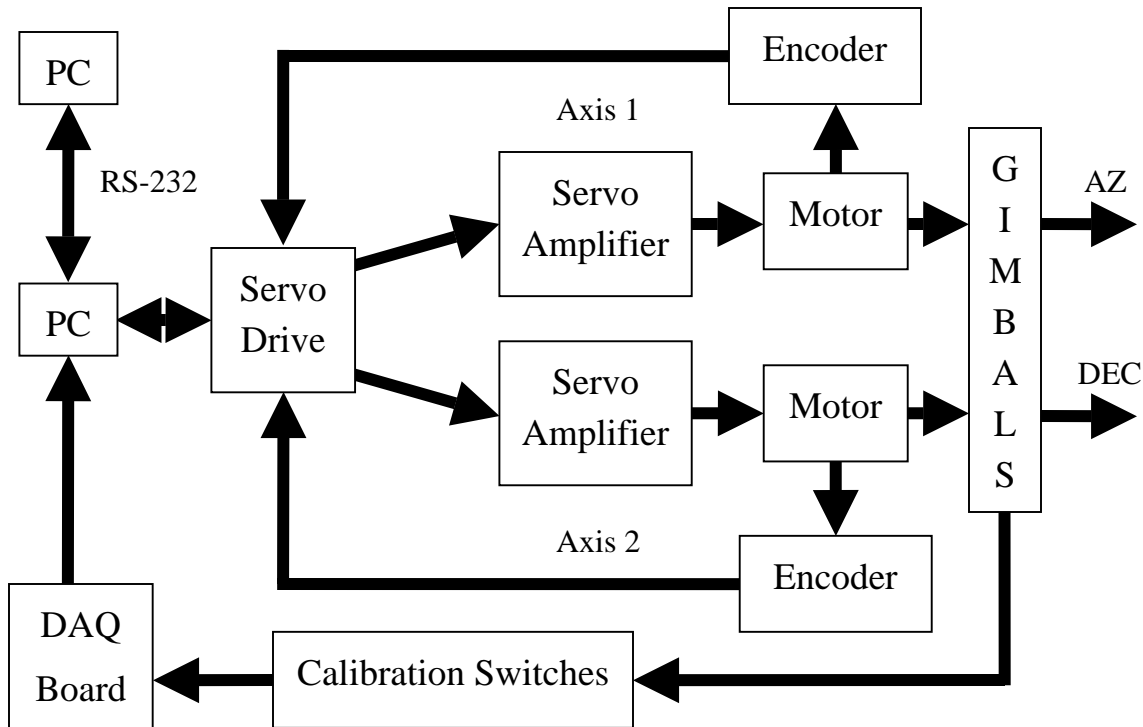 PC
RS-232
PC
Servo
Drive
Axis 1
Encoder
Servo
Amplifier
Motor
Servo
Amplifier
Motor
Axis 2
Encoder
G
I
M
B
A
L
S
AZ
DEC
DAQ
Board
Calibration Switches